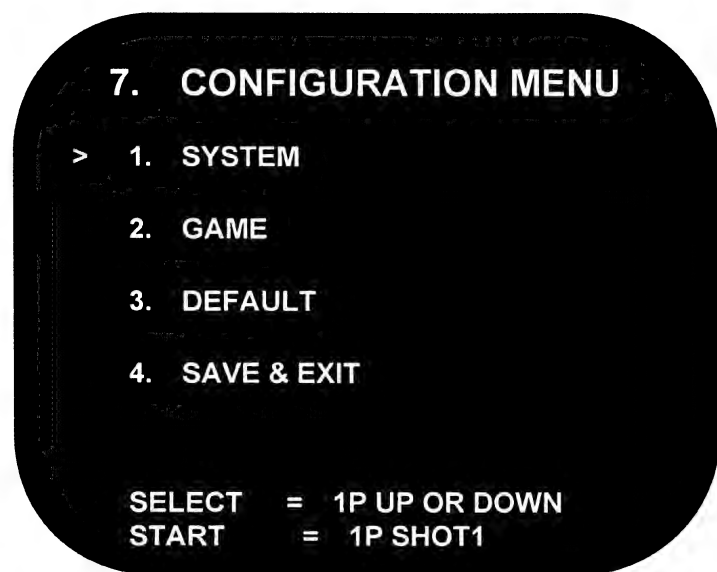 7. CONFIGURATION MENU
> 1. SYSTEM
2. GAME
3. DEFAULT
4. SAVE & EXIT
SELECT = 1P UP OR DOWN
START = 1P SHOT1